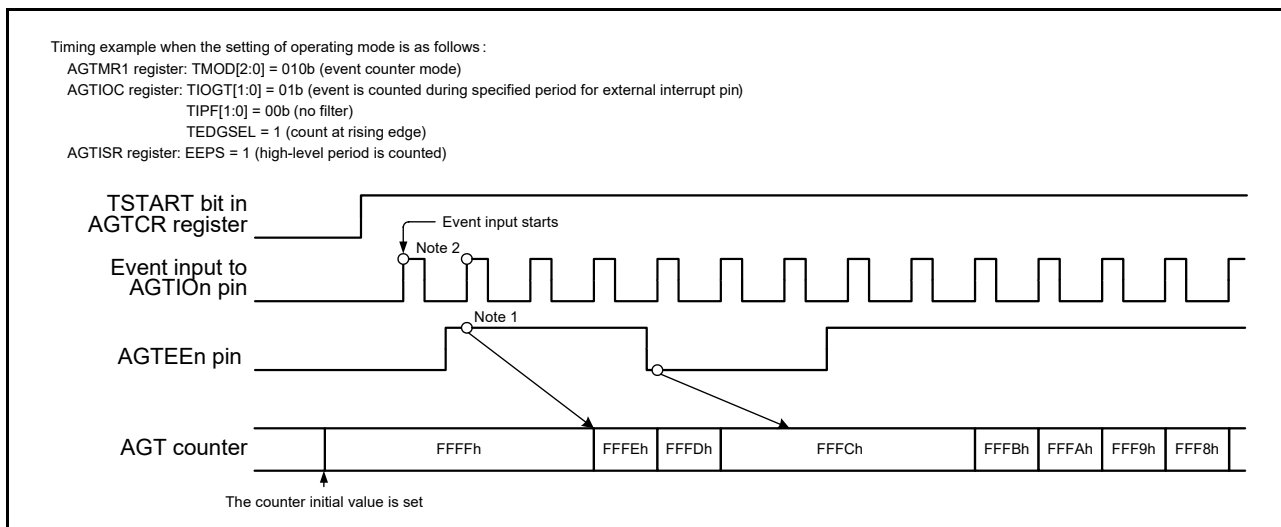 Timing example when the setting of operating mode is as follows :
AGTMR1 register: TMOD[2:0] = 010b (event counter mode)
AGTIOC register: TIOGT[1:0] = 01b (event is counted during specified period for external interrupt pin)
TIPF[1:0] = 00b (no filter)
TEDGSEL = 1 (count at rising edge)
AGTISR register: EEPS = 1 (high-level period is counted)
TSTART bit in
AGTCR register
Event input starts
Note 2
Event input to
AGTIOn pin
Note 1
AGTEEn pin
AGT counter
FFFFh
FFFEh
FFFDh
FFFCh
FFFBh
FFFAh
FFF9h
FFF8h
The counter initial value is set